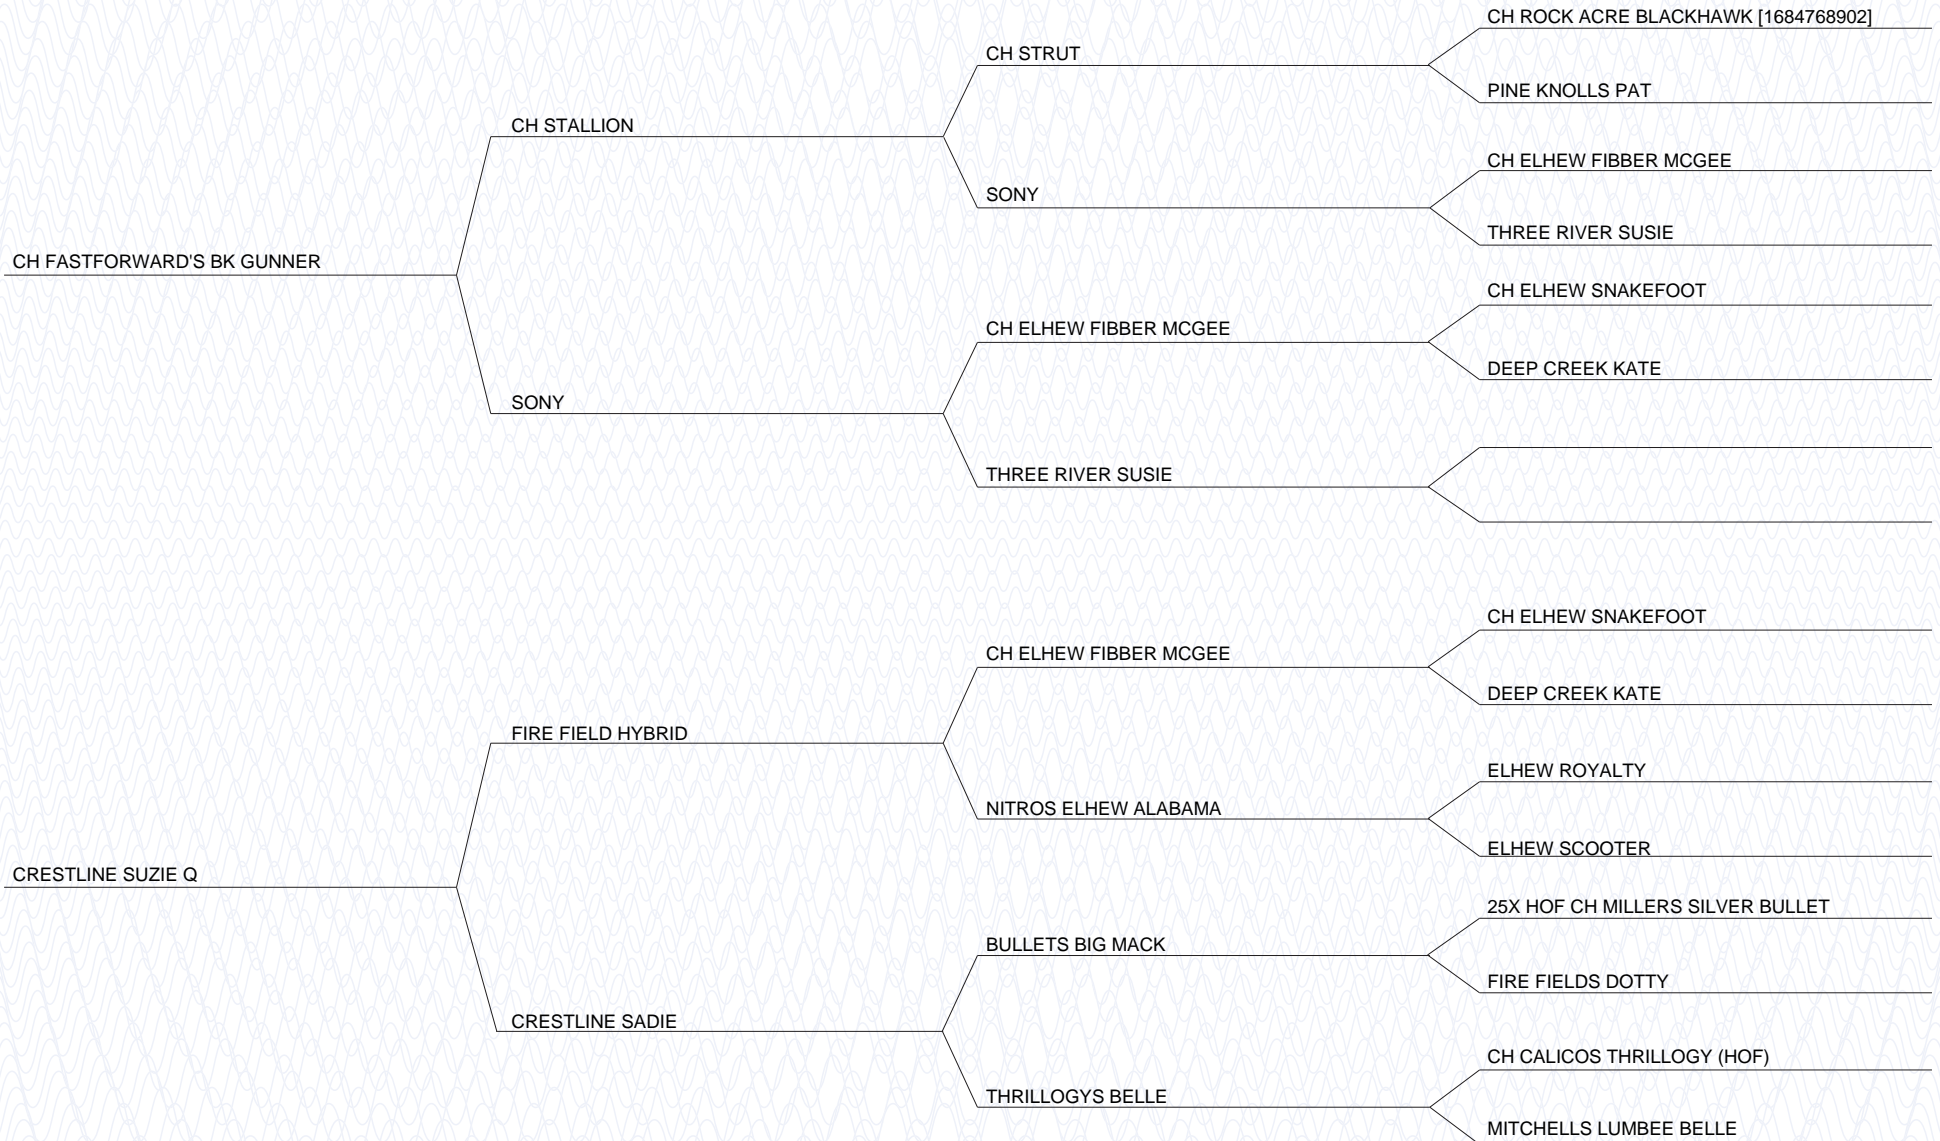 CH ROCK ACRE BLACKHAWK [1684768902]
CH STRUT
PINE KNOLLS PAT
CH STALLION
CH ELHEW FIBBER MCGEE
SONY
THREE RIVER SUSIE
CH FASTFORWARD'S BK GUNNER
CH ELHEW SNAKEFOOT
CH ELHEW FIBBER MCGEE
DEEP CREEK KATE
SONY
THREE RIVER SUSIE
CH ELHEW SNAKEFOOT
CH ELHEW FIBBER MCGEE
DEEP CREEK KATE
FIRE FIELD HYBRID
ELHEW ROYALTY
NITROS ELHEW ALABAMA
ELHEW SCOOTER
CRESTLINE SUZIE Q
25X HOF CH MILLERS SILVER BULLET
BULLETS BIG MACK
FIRE FIELDS DOTTY
CRESTLINE SADIE
CH CALICOS THRILLOGY (HOF)
THRILLOGYS BELLE
MITCHELLS LUMBEE BELLE